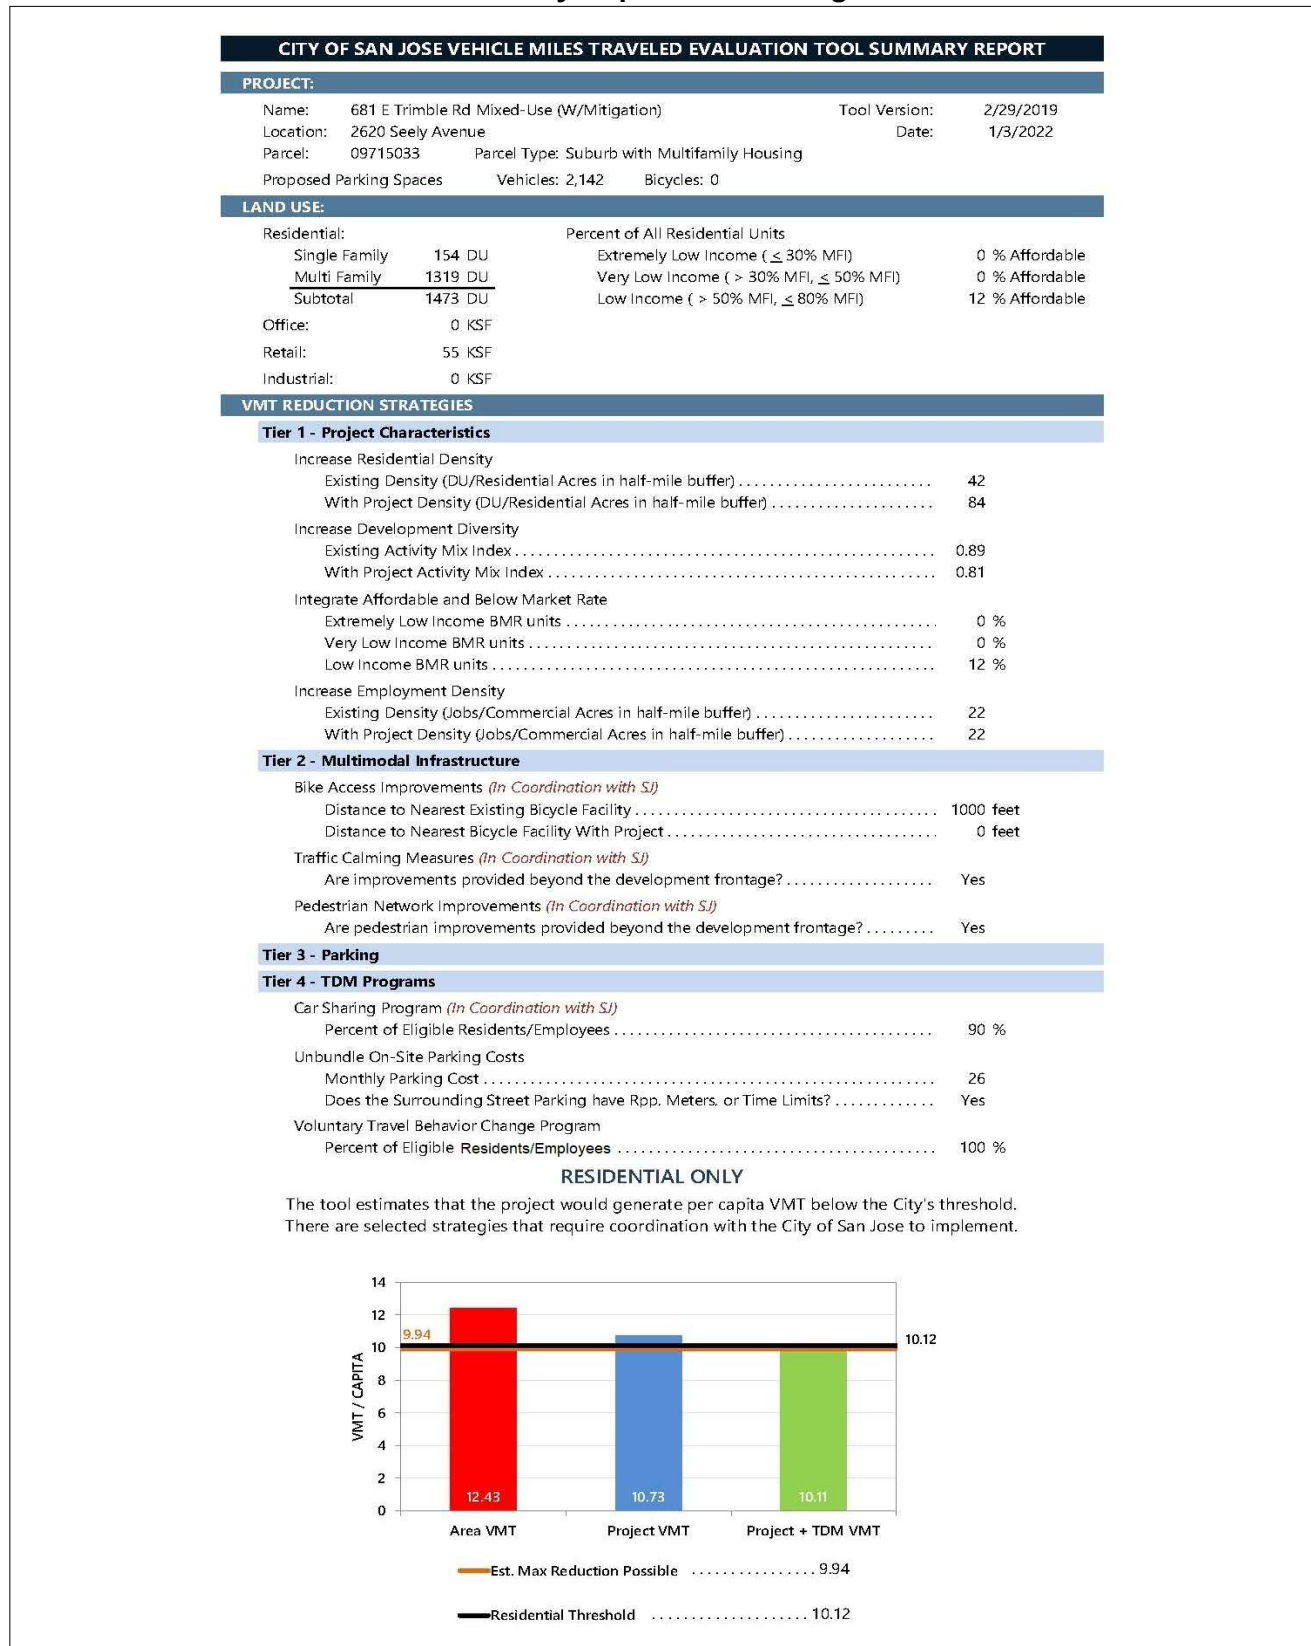 CITY OF SAN JOSE VEHICLE MILES TRAVELED EVALUATION TOOL SUMMARY REPORT
PROJECT:
Name: 681 E Trimble Rd Mixed-Use (W/Mitigation) Tool Version: 2/29/2019
Location: 2620 Seely Avenue Date: 1/3/2022
Parcel: 09715033 Parcel Type: Suburb with Multifamily Housing
Proposed Parking Spaces Vehicles: 2,142 Bicycles: 0
LAND USE:
Residential: Percent of All Residential Units
Single Family 154 DU Extremely Low Income ( ≤ 30% MFI) 0 % Affordable
Multi Family 1319 DU Very Low Income ( > 30% MFI, ≤ 50% MFI) 0 % Affordable
Subtotal 1473 DU Low Income ( > 50% MFI, ≤ 80% MFI) 12 % Affordable
Office: 0 KSF
Retail: 55 KSF
Industrial: 0 KSF
VMT REDUCTION STRATEGIES
Tier 1 - Project Characteristics
Increase Residential Density
Existing Density (DU/Residential Acres in half-mile buffer) . . . . . . . . . . 42
With Project Density (DU/Residential Acres in half-mile buffer) . . . . . . . . . . 84
Increase Development Diversity
Existing Activity Mix Index . . . . . . . . . . 0.89
With Project Activity Mix Index . . . . . . . . . . 0.81
Integrate Affordable and Below Market Rate
Extremely Low Income BMR units . . . . . . . . . . 0 %
Very Low Income BMR units . . . . . . . . . . 0 %
Low Income BMR units . . . . . . . . . . 12 %
Increase Employment Density
Existing Density (Jobs/Commercial Acres in half-mile buffer) . . . . . . . . . . 22
With Project Density (Jobs/Commercial Acres in half-mile buffer) . . . . . . . . . . 22
Tier 2 - Multimodal Infrastructure
Bike Access Improvements (In Coordination with SJ)
Distance to Nearest Existing Bicycle Facility . . . . . . . . . . 1000 feet
Distance to Nearest Bicycle Facility With Project . . . . . . . . . . 0 feet
Traffic Calming Measures (In Coordination with SJ)
Are improvements provided beyond the development frontage? . . . . . . . . . . Yes
Pedestrian Network Improvements (In Coordination with SJ)
Are pedestrian improvements provided beyond the development frontage? . . . . . . . . . Yes
Tier 3 - Parking
Tier 4 - TDM Programs
Car Sharing Program (In Coordination with SJ)
Percent of Eligible Residents/Employees . . . . . . . . . . 90 %
Unbundle On-Site Parking Costs
Monthly Parking Cost . . . . . . . . . . 26
Does the Surrounding Street Parking have Rpp. Meters. or Time Limits? . . . . . . . . . . Yes
Voluntary Travel Behavior Change Program
Percent of Eligible Residents/Employees . . . . . . . . . . 100 %
RESIDENTIAL ONLY
The tool estimates that the project would generate per capita VMT below the City's threshold.
There are selected strategies that require coordination with the City of San Jose to implement.
14
12
9.94
10
10.12
8
6
4
2
0
VMT / CAPITA
12.43 10.73 10.11
Area VMT Project VMT Project + TDM VMT
Est. Max Reduction Possible . . . . . . . . . . 9.94
Residential Threshold . . . . . . . . . . 10.12